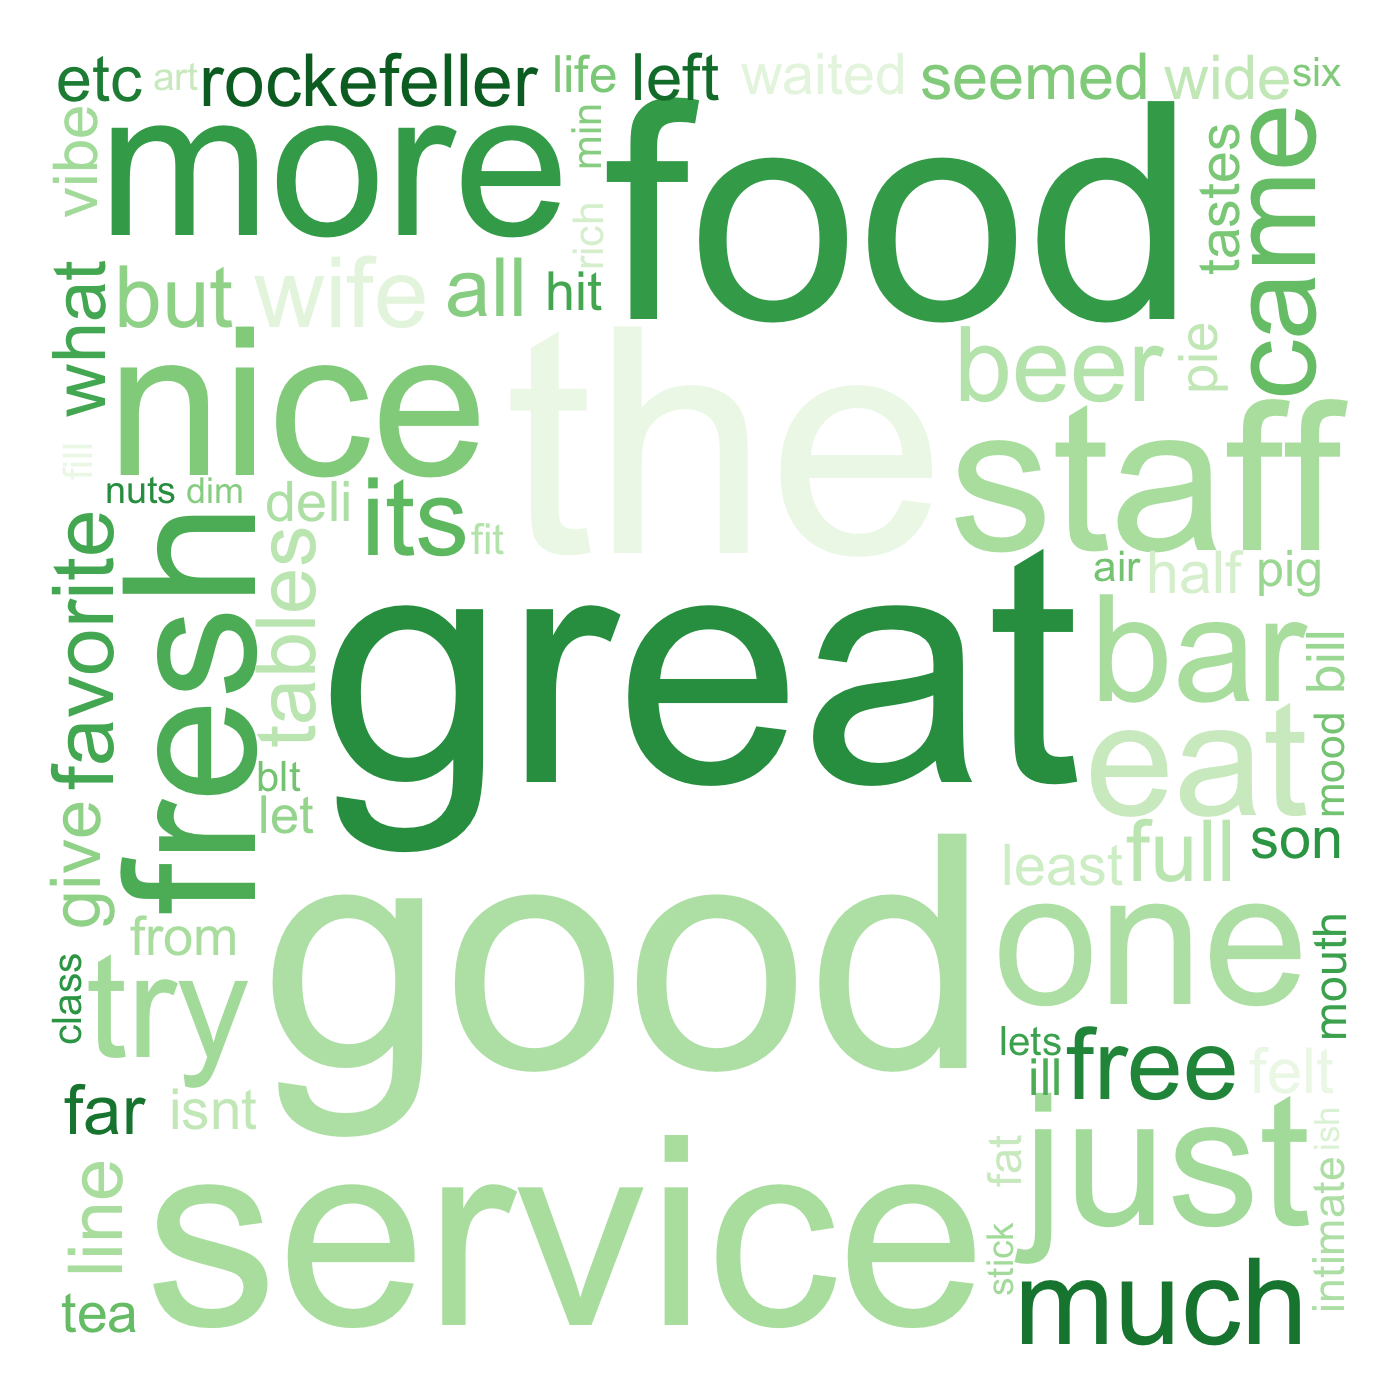 etc art rockefeller life left waited seemed wide six
vibe more min food tastes came
rich
what but wife all hit
nice the beer pie
fill
staff
nuts dim deli its fit
favorite fresh tables great air half pig
bar bill
blt eat mood
let
give least full son
from good one mouth
class try
lets
ill free felt
far isnt
just ish
line service fat intimate
stick
tea much